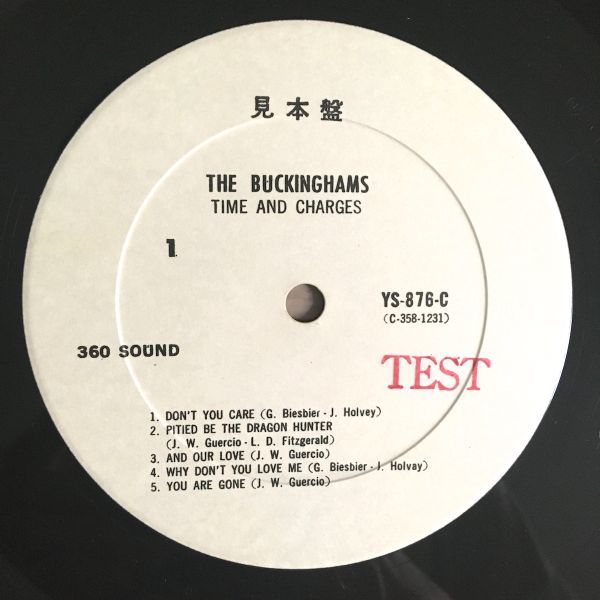 見本盤
THE BUCKINGHAMS
TIME AND CHARGES
1
YS-876-C
(C-358-1231)
360 SOUND
TEST
1. DON'T YOU CARE (G. Biesbier - J. Holvey)
2. PITIED BE THE DRAGON HUNTER
(J. W. Guercio - L. D. Fitzgerald)
3. AND OUR LOVE (J. W. Guercio)
4. WHY DON'T YOU LOVE ME (G. Biesbier - J. Holvay)
5. YOU ARE GONE (J. W. Guercio)